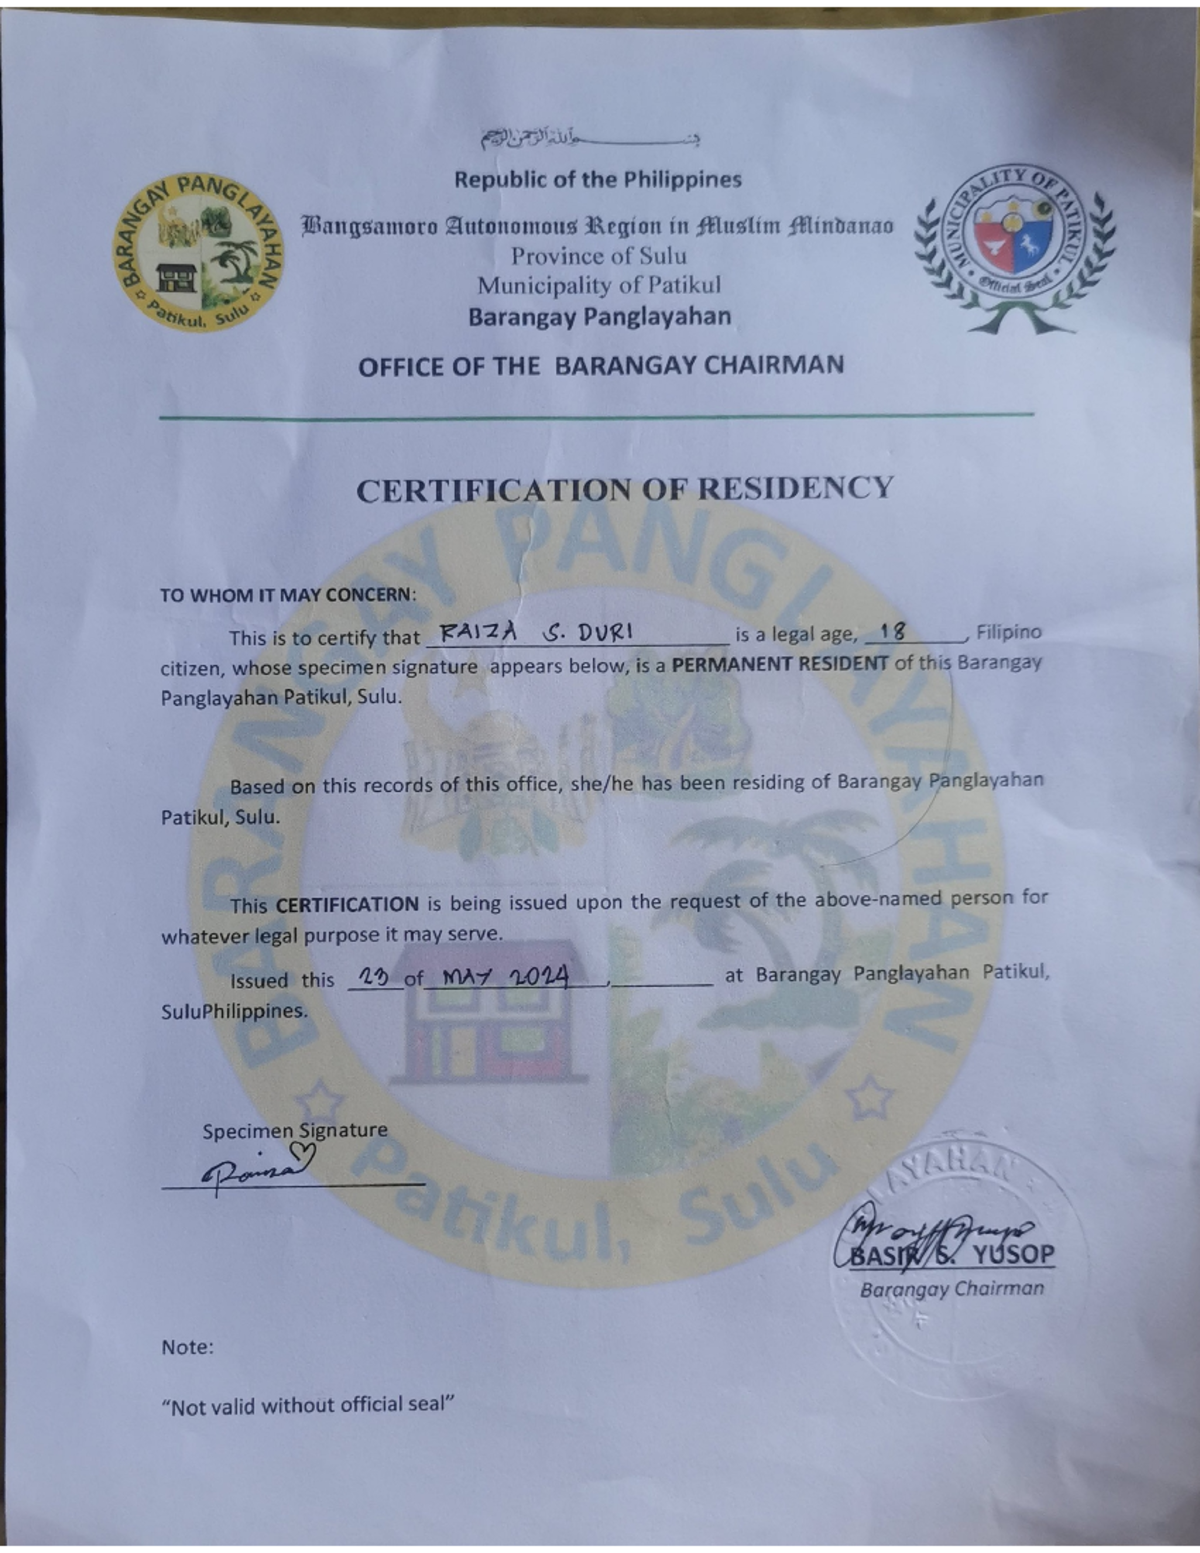 بسم الله الرحمن الرحيم
Republic of the Philippines
Bangsamoro Autonomous Region in Muslim Mindanao
Province of Sulu
Municipality of Patikul
Barangay Panglayahan
OFFICE OF THE BARANGAY CHAIRMAN
BARANGAY PANGLAYAHAN
Patikul, Sulu
MUNICIPALITY OF PATIKUL
Official Seal
CERTIFICATION OF RESIDENCY
TO WHOM IT MAY CONCERN:
This is to certify that RAIZA S. DURI is a legal age, 18, Filipino
citizen, whose specimen signature appears below, is a PERMANENT RESIDENT of this Barangay
Panglayahan Patikul, Sulu.
Based on this records of this office, she/he has been residing of Barangay Panglayahan
Patikul, Sulu.
This CERTIFICATION is being issued upon the request of the above-named person for
whatever legal purpose it may serve.
Issued this 23 of MAY 2024, at Barangay Panglayahan Patikul,
SuluPhilippines.
BARANGAY PANGLAYAHAN
Patikul, Sulu
Specimen Signature
Raiza
LAYAHAN
BASIR S. YUSOP
Barangay Chairman
Note:
“Not valid without official seal”